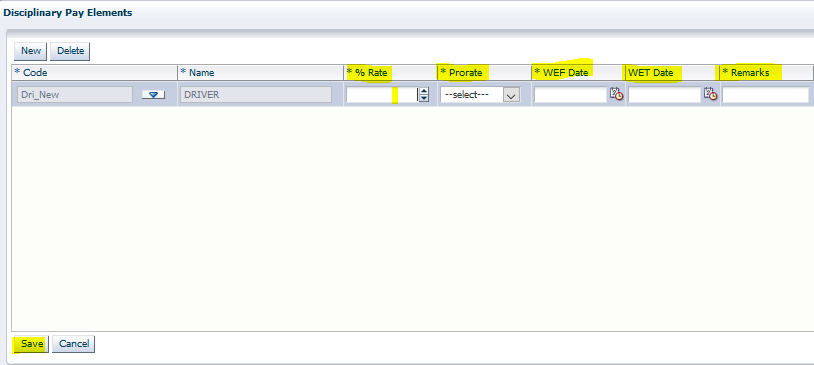 Disciplinary Pay Elements
New Delete
* Code * Name * % Rate * Prorate * WEF Date WET Date * Remarks
Dri_New DRIVER --select---
Save Cancel